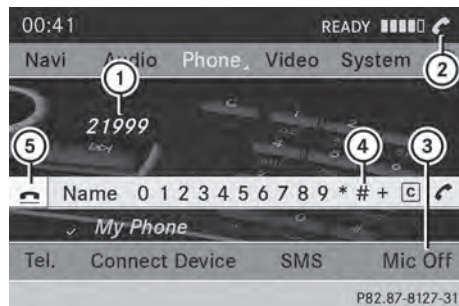 00:41 READY
Navi Audio Phone Video System
1
2
21999
5
4
3
Name 0 1 2 3 4 5 6 7 8 9 * # + C
My Phone
Tel. Connect Device SMS Mic Off
P82.87-8127-31